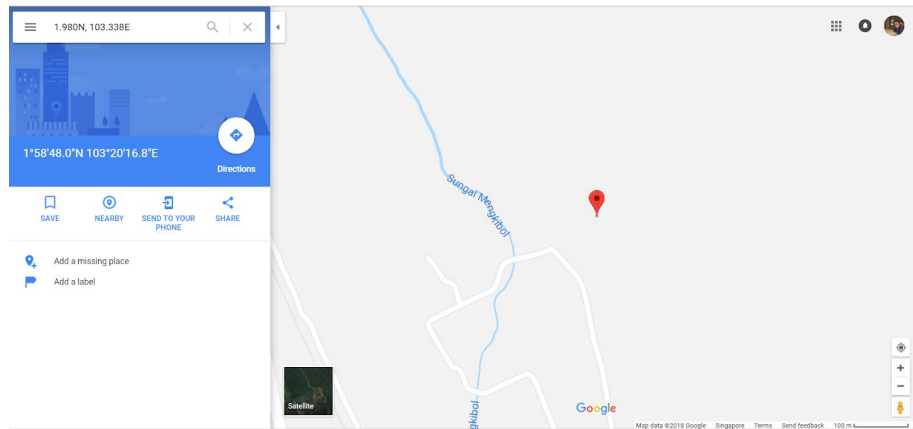 1.980N, 103.338E
1°58'48.0"N 103°20'16.8"E
Directions
SAVE
NEARBY
SEND TO YOUR
PHONE
SHARE
Add a missing place
Add a label
Sungai Mengkibol
gkibol
Satellite
Google
Map data ©2018 Google Singapore Terms Send feedback 100 m